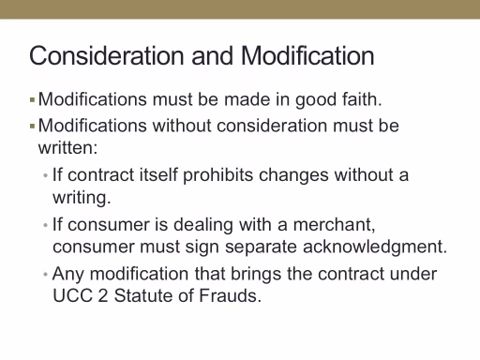 Consideration and Modification
▪Modifications must be made in good faith.
▪Modifications without consideration must be
written:
• If contract itself prohibits changes without a
writing.
• If consumer is dealing with a merchant,
consumer must sign separate acknowledgment.
• Any modification that brings the contract under
UCC 2 Statute of Frauds.